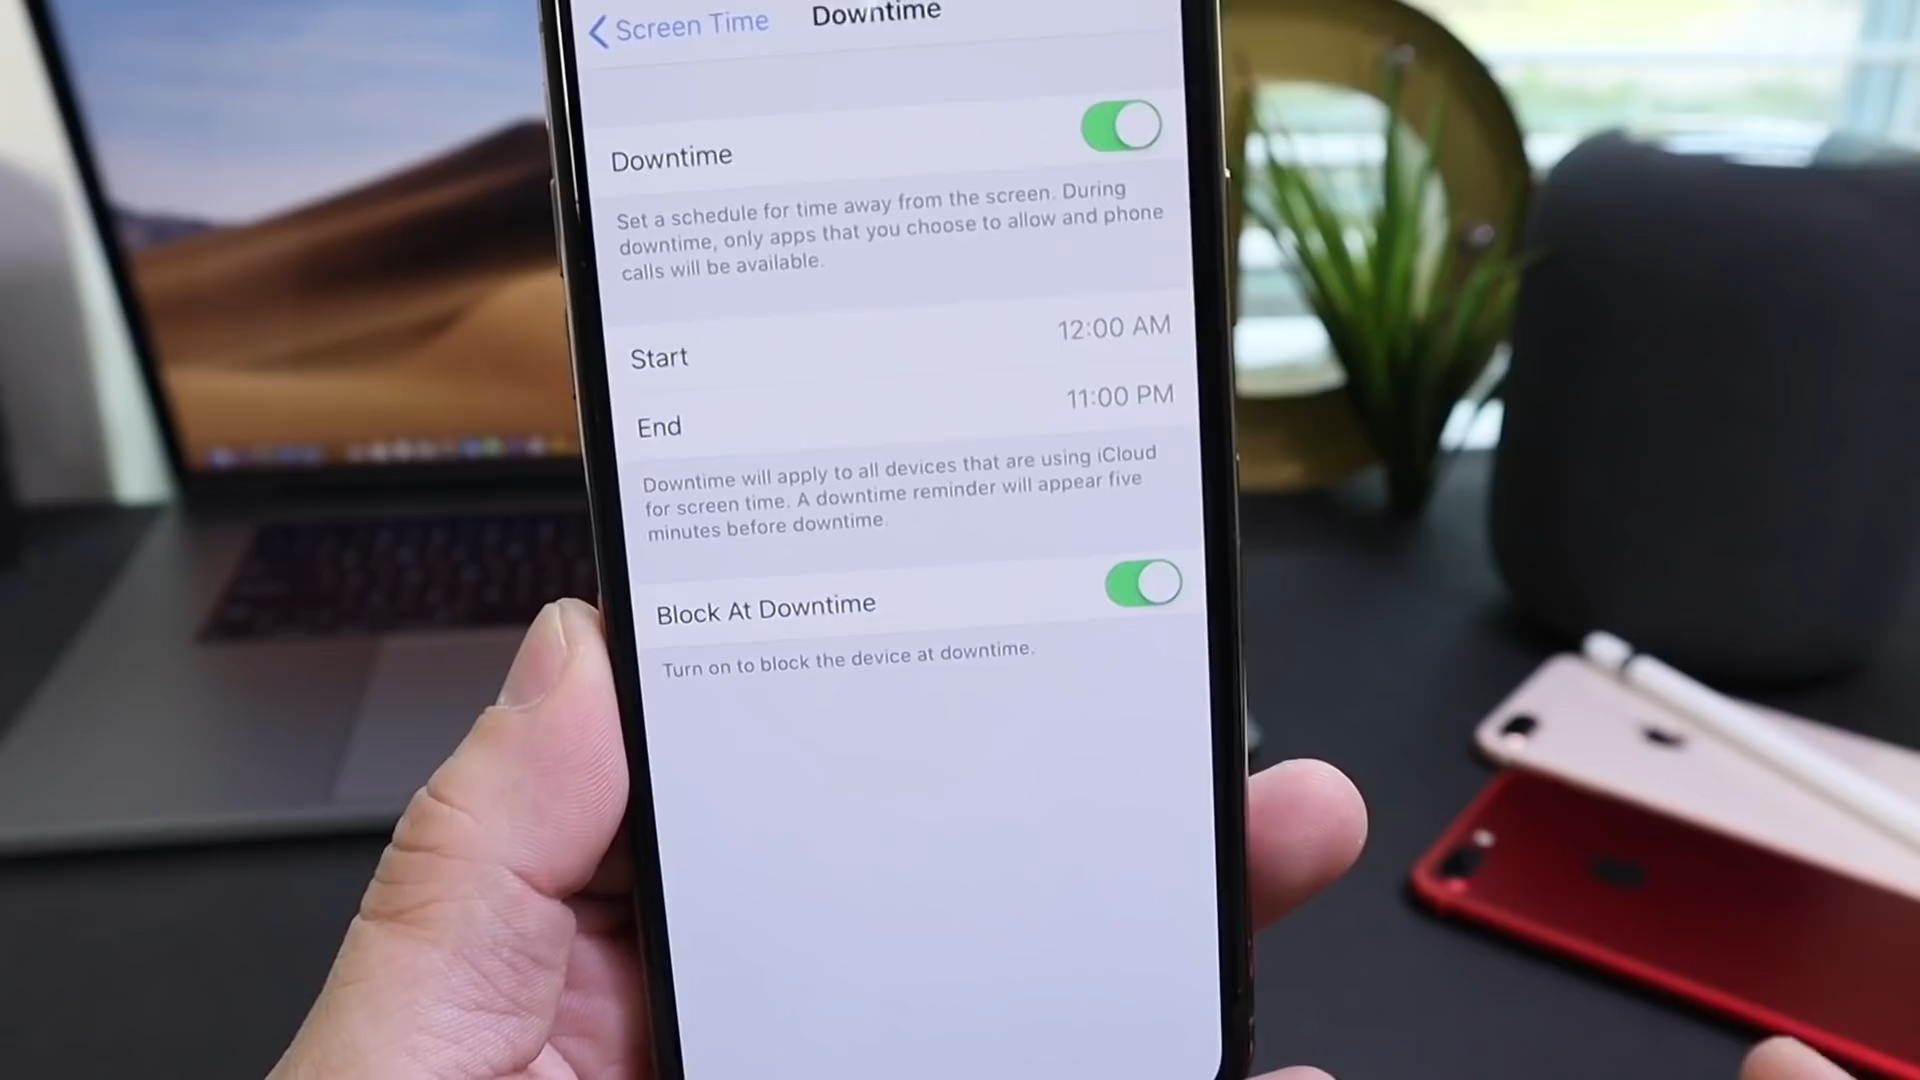 Screen Time
Downtime
Downtime
Set a schedule for time away from the screen. During
downtime, only apps that you choose to allow and phone
calls will be available.
Start
12:00 AM
End
11:00 PM
Downtime will apply to all devices that are using iCloud
for screen time. A downtime reminder will appear five
minutes before downtime.
Block At Downtime
Turn on to block the device at downtime.